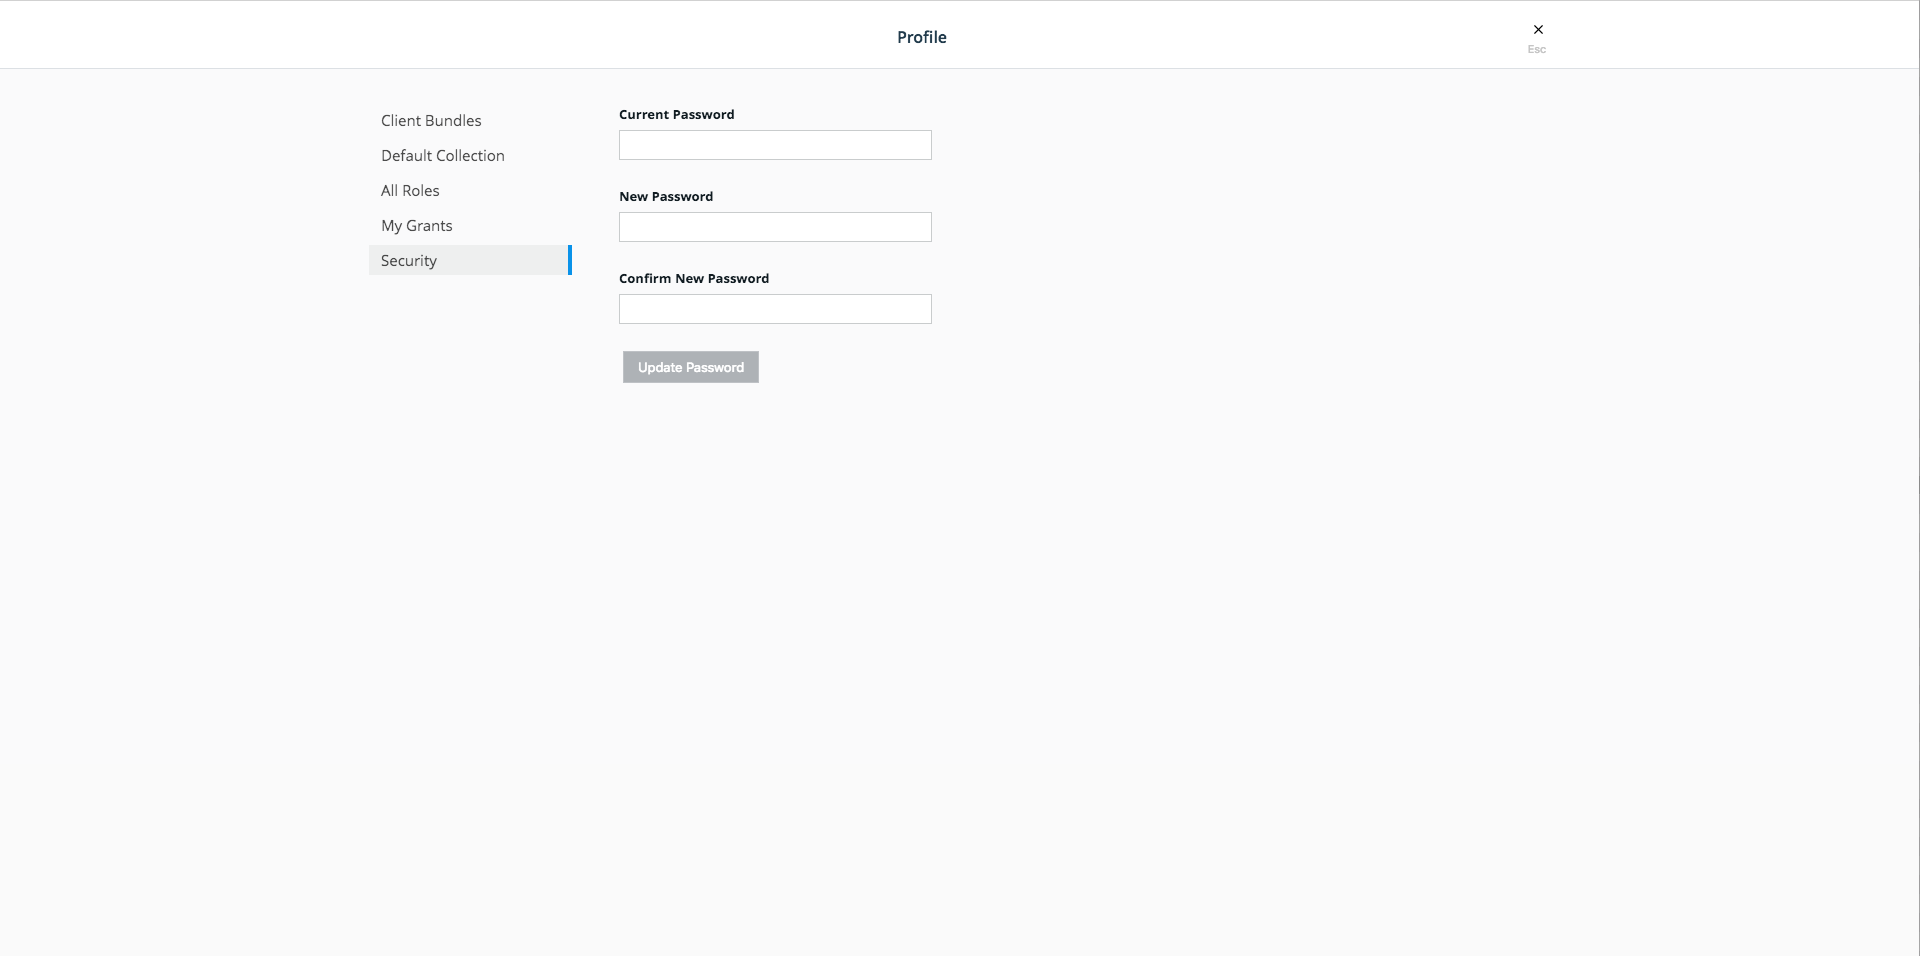 Profile
Esc
Client Bundles
Default Collection
All Roles
My Grants
Security
Current Password
New Password
Confirm New Password
Update Password